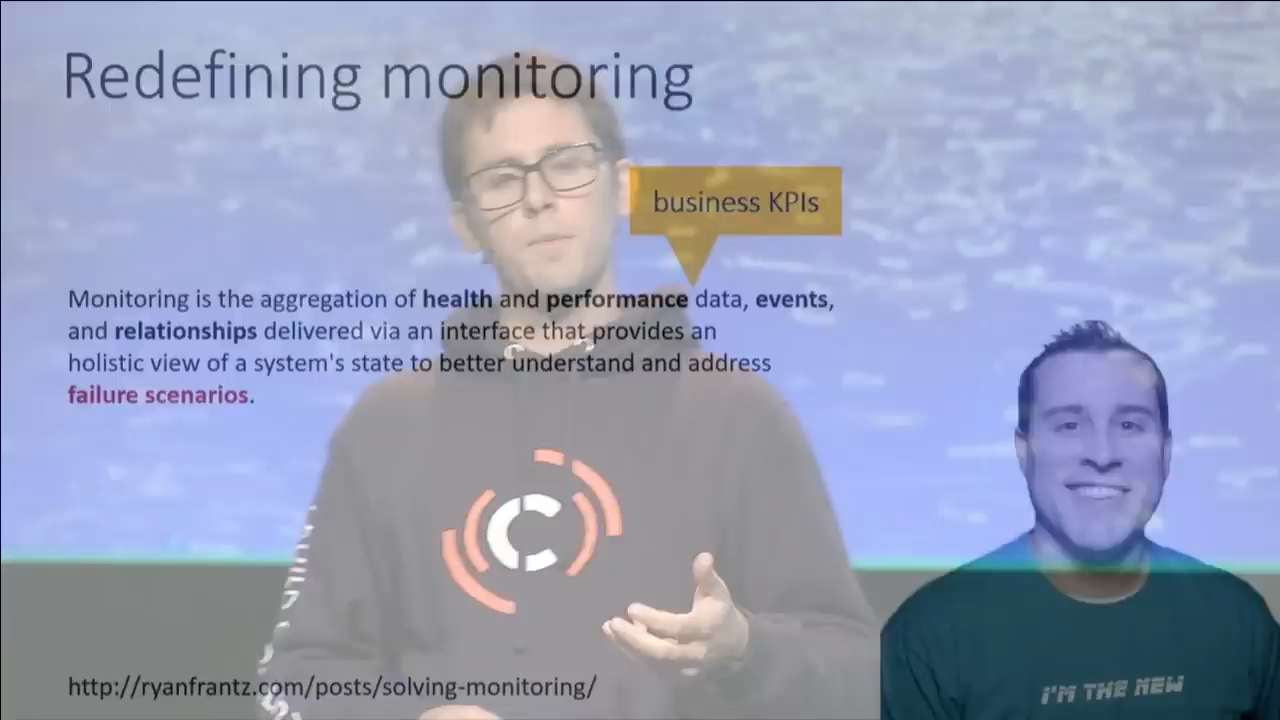 Redefining monitoring
business KPIs
Monitoring is the aggregation of health and performance data, events,
and relationships delivered via an interface that provides an
holistic view of a system's state to better understand and address
failure scenarios.
I'M THE NEW
http://ryanfrantz.com/posts/solving-monitoring/